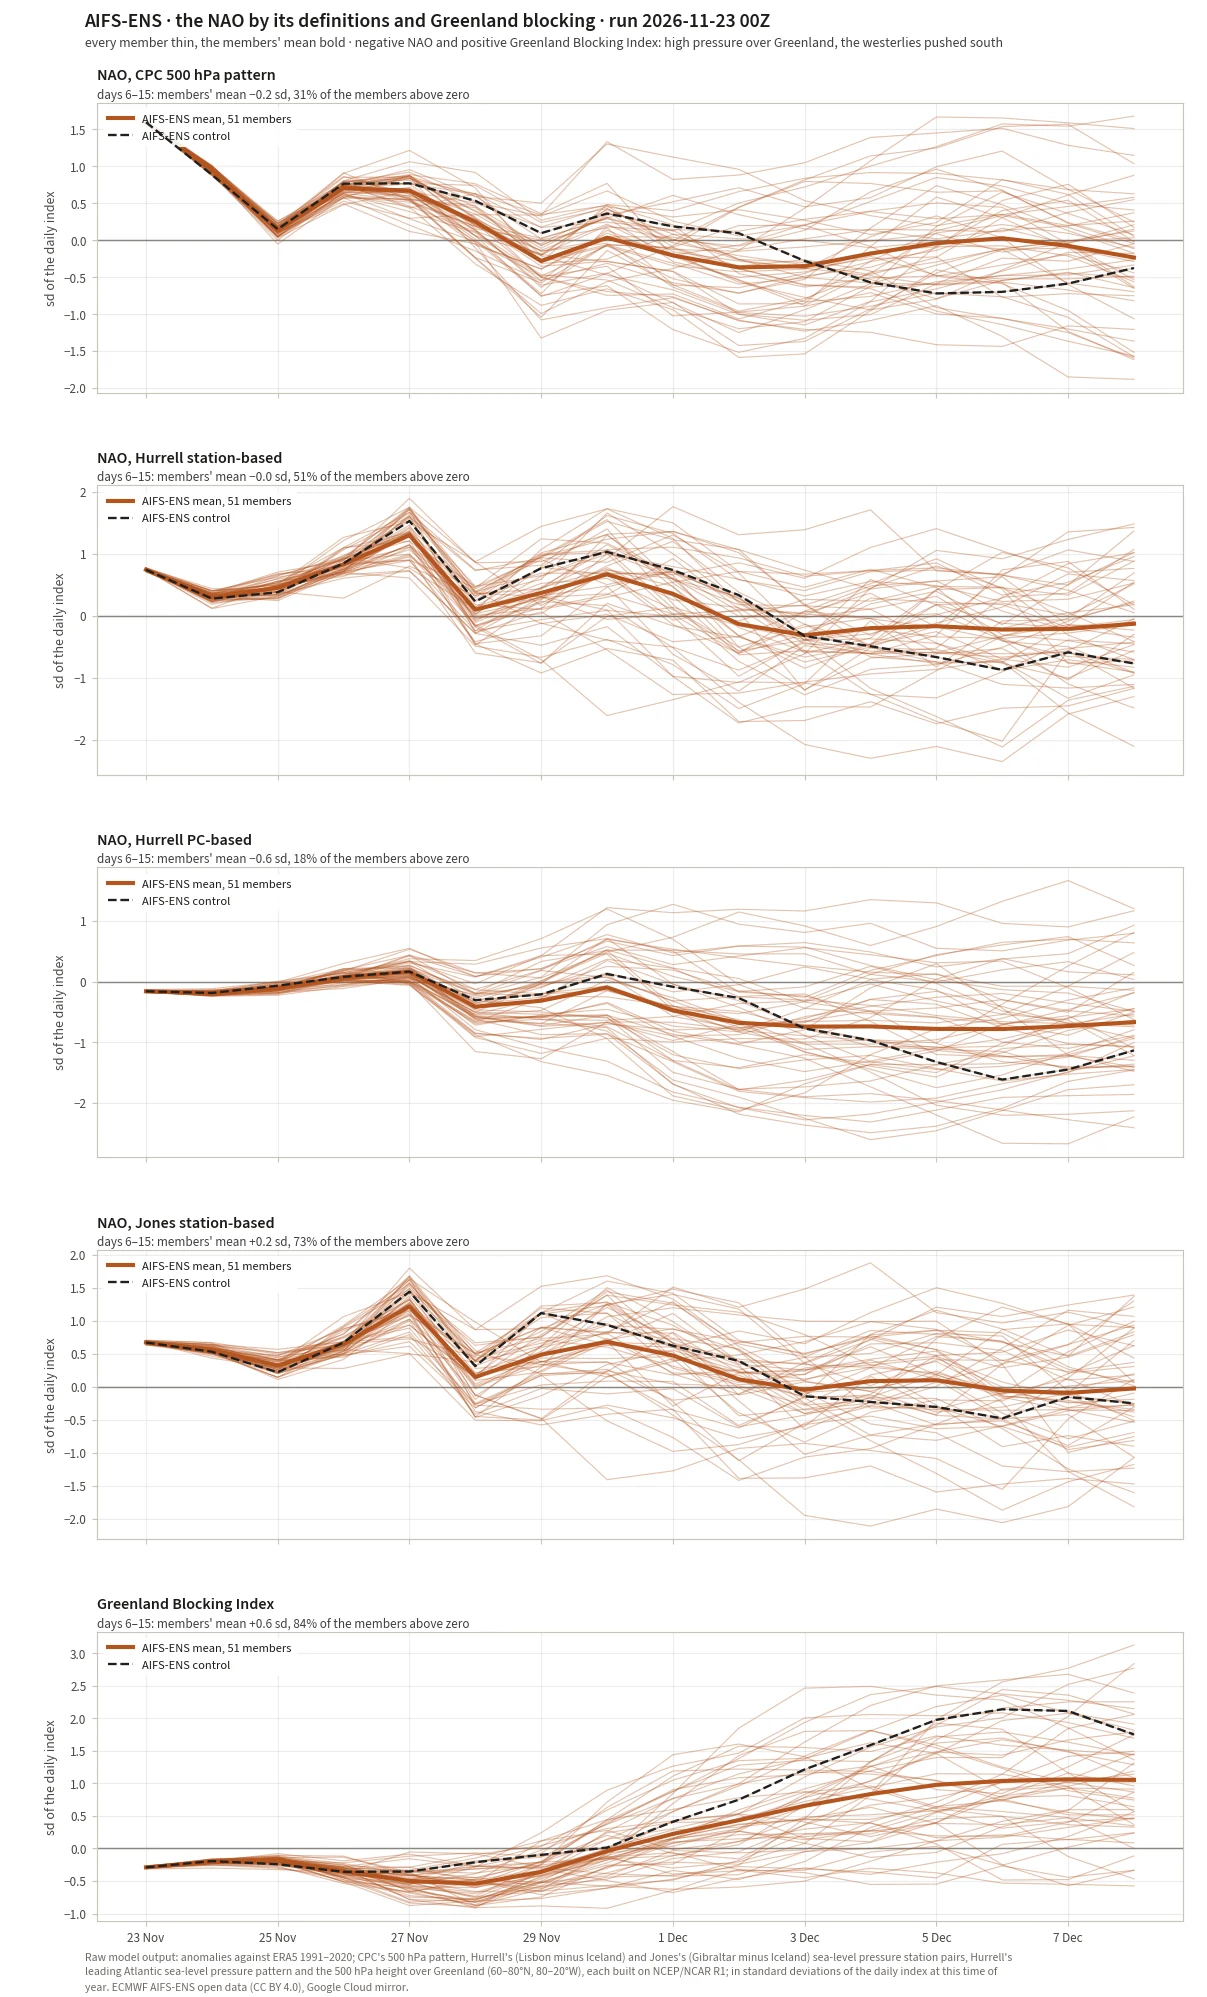 AIFS-ENS · the NAO by its definitions and Greenland blocking · run 2026-11-23 00Z
every member thin, the members' mean bold · negative NAO and positive Greenland Blocking Index: high pressure over Greenland, the westerlies pushed south
NAO, CPC 500 hPa pattern
days 6–15: members' mean −0.2 sd, 31% of the members above zero
AIFS-ENS mean, 51 members
AIFS-ENS control
sd of the daily index
1.5
1.0
0.5
0.0
−0.5
−1.0
−1.5
−2.0
NAO, Hurrell station-based
days 6–15: members' mean −0.0 sd, 51% of the members above zero
AIFS-ENS mean, 51 members
AIFS-ENS control
sd of the daily index
2
1
0
−1
−2
NAO, Hurrell PC-based
days 6–15: members' mean −0.6 sd, 18% of the members above zero
AIFS-ENS mean, 51 members
AIFS-ENS control
sd of the daily index
1
0
−1
−2
NAO, Jones station-based
days 6–15: members' mean +0.2 sd, 73% of the members above zero
AIFS-ENS mean, 51 members
AIFS-ENS control
sd of the daily index
2.0
1.5
1.0
0.5
0.0
−0.5
−1.0
−1.5
−2.0
Greenland Blocking Index
days 6–15: members' mean +0.6 sd, 84% of the members above zero
AIFS-ENS mean, 51 members
AIFS-ENS control
sd of the daily index
3.0
2.5
2.0
1.5
1.0
0.5
0.0
−0.5
−1.0
23 Nov 25 Nov 27 Nov 29 Nov 1 Dec 3 Dec 5 Dec 7 Dec
Raw model output: anomalies against ERA5 1991–2020; CPC's 500 hPa pattern, Hurrell's (Lisbon minus Iceland) and Jones's (Gibraltar minus Iceland) sea-level pressure station pairs, Hurrell's
leading Atlantic sea-level pressure pattern and the 500 hPa height over Greenland (60–80°N, 80–20°W), each built on NCEP/NCAR R1; in standard deviations of the daily index at this time of
year. ECMWF AIFS-ENS open data (CC BY 4.0), Google Cloud mirror.